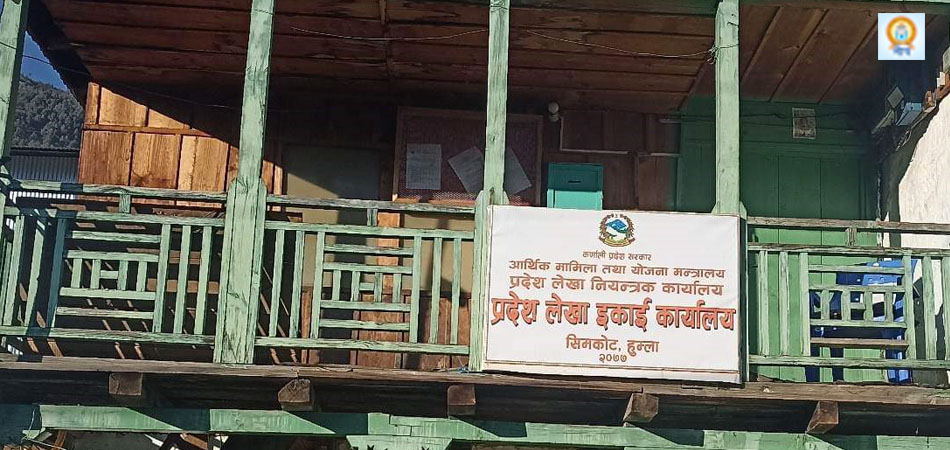 कर्णाली प्रदेश सरकार
आर्थिक मामिला तथा योजना मन्त्रालय
प्रदेश लेखा नियन्त्रक कार्यालय
प्रदेश लेखा इकाई कार्यालय
सिमकोट, हुम्ला
२०७७